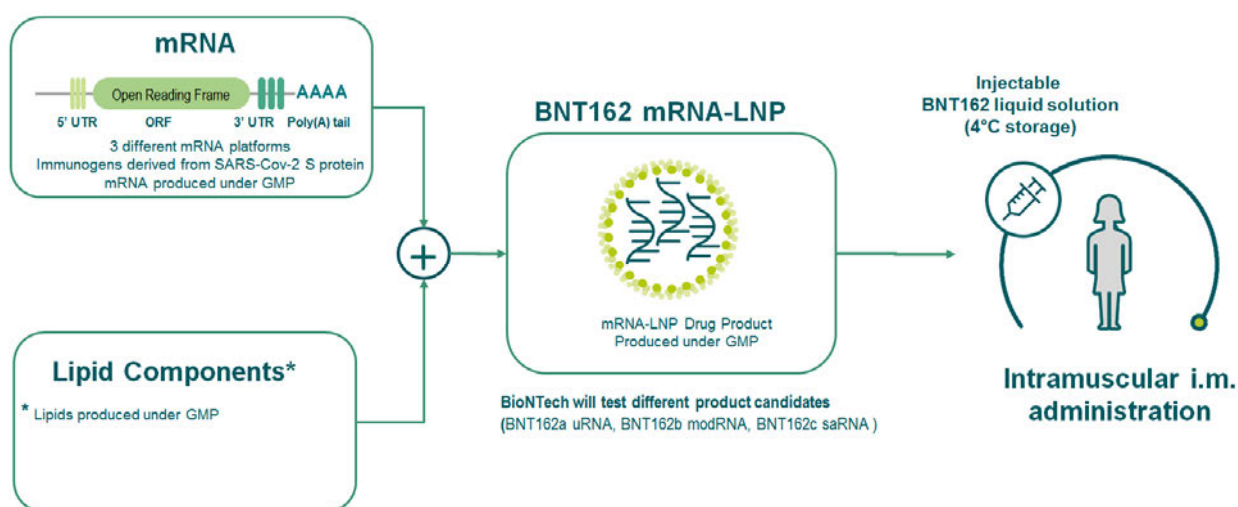 mRNA
Open Reading Frame
AAAA
5' UTR ORF 3' UTR Poly(A) tail
3 different mRNA platforms
Immunogens derived from SARS-Cov-2 S protein
mRNA produced under GMP
Lipid Components*
* Lipids produced under GMP
+
BNT162 mRNA-LNP
mRNA-LNP Drug Product
Produced under GMP
BioNTech will test different product candidates
(BNT162a uRNA, BNT162b modRNA, BNT162c saRNA )
Injectable
BNT162 liquid solution
(4°C storage)
Intramuscular i.m.
administration